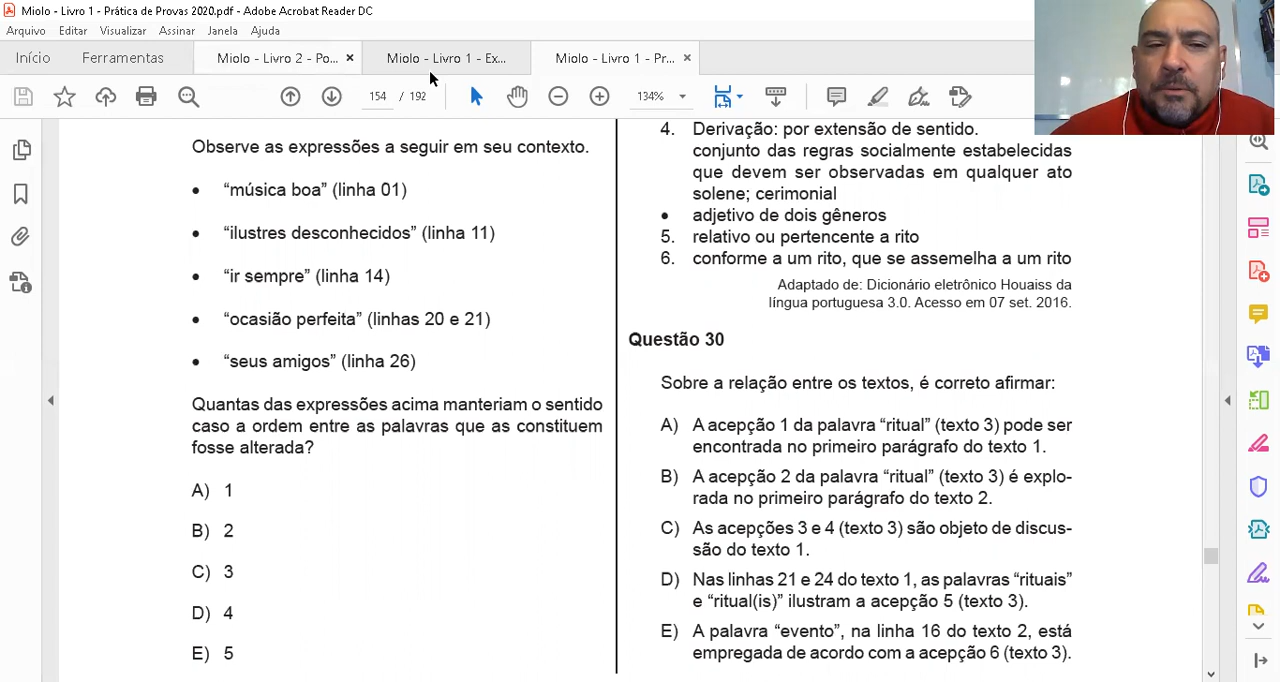 Miolo - Livro 1 - Prática de Provas 2020.pdf - Adobe Acrobat Reader DC
Arquivo Editar Visualizar Assinar Janela Ajuda
Início Ferramentas Miolo - Livro 2 - Po... × Miolo - Livro 1 - Ex... Miolo - Livro 1 - Pr... ×
154 / 192 134%
Observe as expressões a seguir em seu contexto.
• “música boa” (linha 01)
• “ilustres desconhecidos” (linha 11)
• “ir sempre” (linha 14)
• “ocasião perfeita” (linhas 20 e 21)
• “seus amigos” (linha 26)
Quantas das expressões acima manteriam o sentido
caso a ordem entre as palavras que as constituem
fosse alterada?
A) 1
B) 2
C) 3
D) 4
E) 5
4. Derivação: por extensão de sentido.
conjunto das regras socialmente estabelecidas
que devem ser observadas em qualquer ato
solene; cerimonial
• adjetivo de dois gêneros
5. relativo ou pertencente a rito
6. conforme a um rito, que se assemelha a um rito
Adaptado de: Dicionário eletrônico Houaiss da
língua portuguesa 3.0. Acesso em 07 set. 2016.
Questão 30
Sobre a relação entre os textos, é correto afirmar:
A) A acepção 1 da palavra “ritual” (texto 3) pode ser
encontrada no primeiro parágrafo do texto 1.
B) A acepção 2 da palavra “ritual” (texto 3) é explo-
rada no primeiro parágrafo do texto 2.
C) As acepções 3 e 4 (texto 3) são objeto de discus-
são do texto 1.
D) Nas linhas 21 e 24 do texto 1, as palavras “rituais”
e “ritual(is)” ilustram a acepção 5 (texto 3).
E) A palavra “evento”, na linha 16 do texto 2, está
empregada de acordo com a acepção 6 (texto 3).